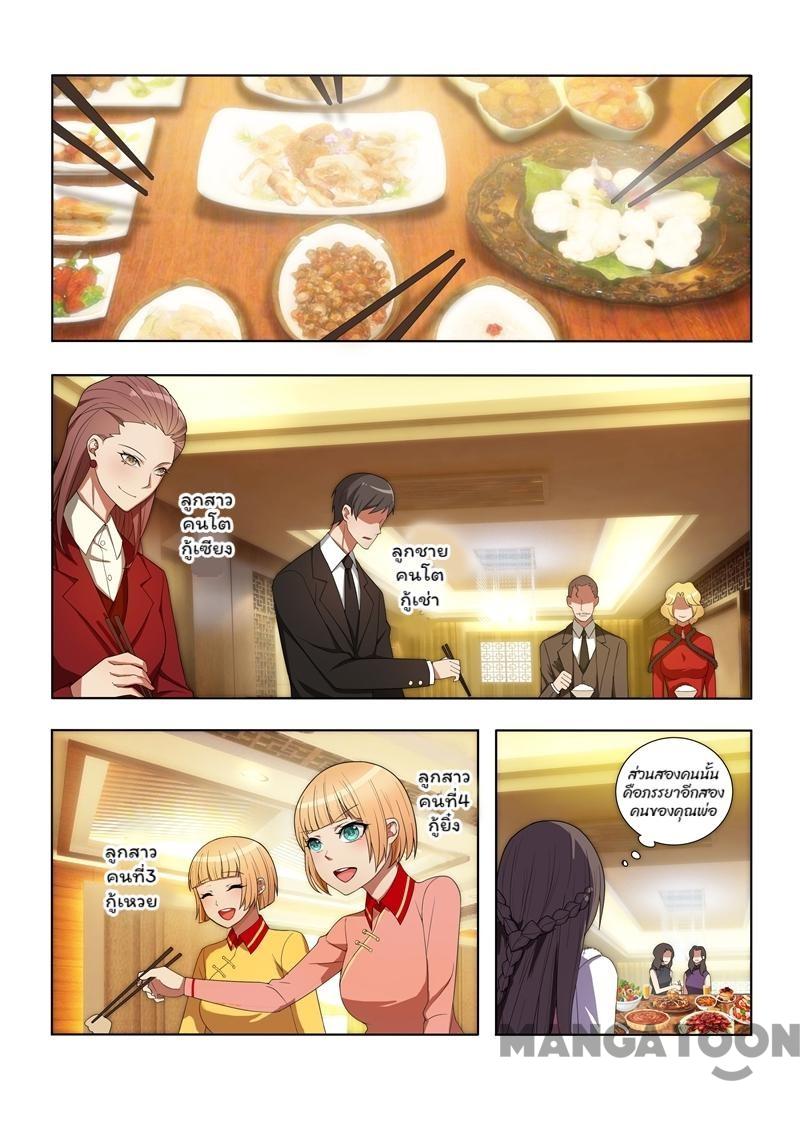 ลูกสาว
คนโต
กู้เซียง
ลูกชาย
คนโต
กู้เช่า
ลูกสาว
คนที่4
กู้ยิ๋ง
ลูกสาว
คนที่3
กู้เหวย
ส่วนสองคนนั้น
คือภรรยาอีกสอง
คนของคุณพ่อ
MANGATOON